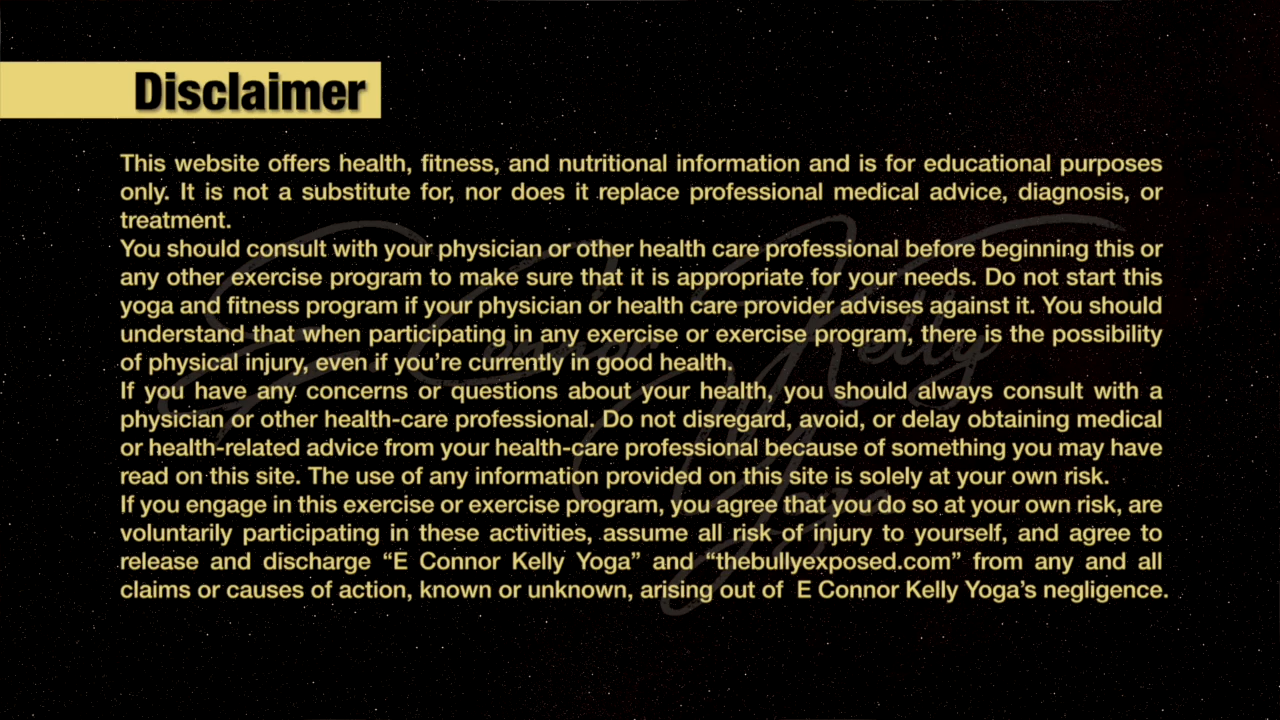 Disclaimer
This website offers health, fitness, and nutritional information and is for educational purposes
only. It is not a substitute for, nor does it replace professional medical advice, diagnosis, or
treatment.
You should consult with your physician or other health care professional before beginning this or
any other exercise program to make sure that it is appropriate for your needs. Do not start this
yoga and fitness program if your physician or health care provider advises against it. You should
understand that when participating in any exercise or exercise program, there is the possibility
of physical injury, even if you’re currently in good health.
If you have any concerns or questions about your health, you should always consult with a
physician or other health-care professional. Do not disregard, avoid, or delay obtaining medical
or health-related advice from your health-care professional because of something you may have
read on this site. The use of any information provided on this site is solely at your own risk.
If you engage in this exercise or exercise program, you agree that you do so at your own risk, are
voluntarily participating in these activities, assume all risk of injury to yourself, and agree to
release and discharge “E Connor Kelly Yoga” and “thebullyexposed.com” from any and all
claims or causes of action, known or unknown, arising out of  E Connor Kelly Yoga’s negligence.
E. Connor Kelly
Yoga